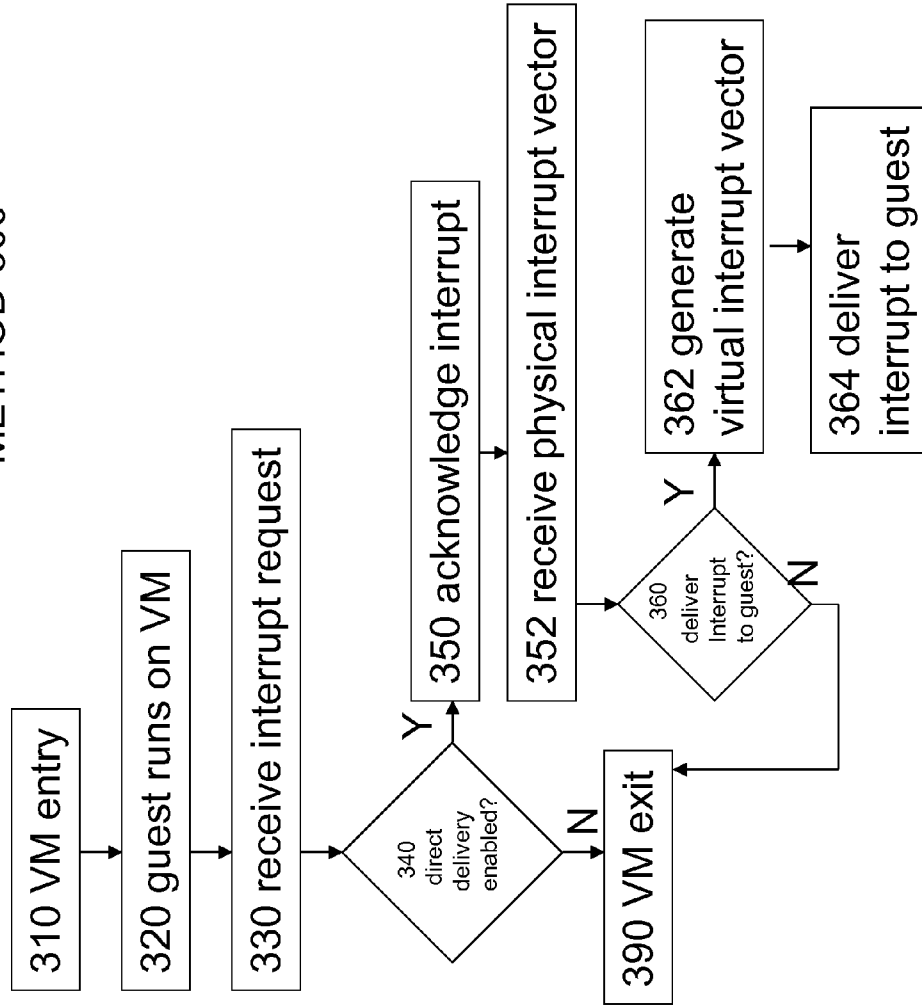 METHOD
310 VM entry
320 guest runs on VM
330 receive interrupt request
340
direct
delivery
enabled?
Y
N
350 acknowledge interrupt
352 receive physical interrupt vector
360
deliver
Interrupt
to guest?
Y
N
362 generate
virtual interrupt vector
364 deliver
interrupt to guest
390 VM exit